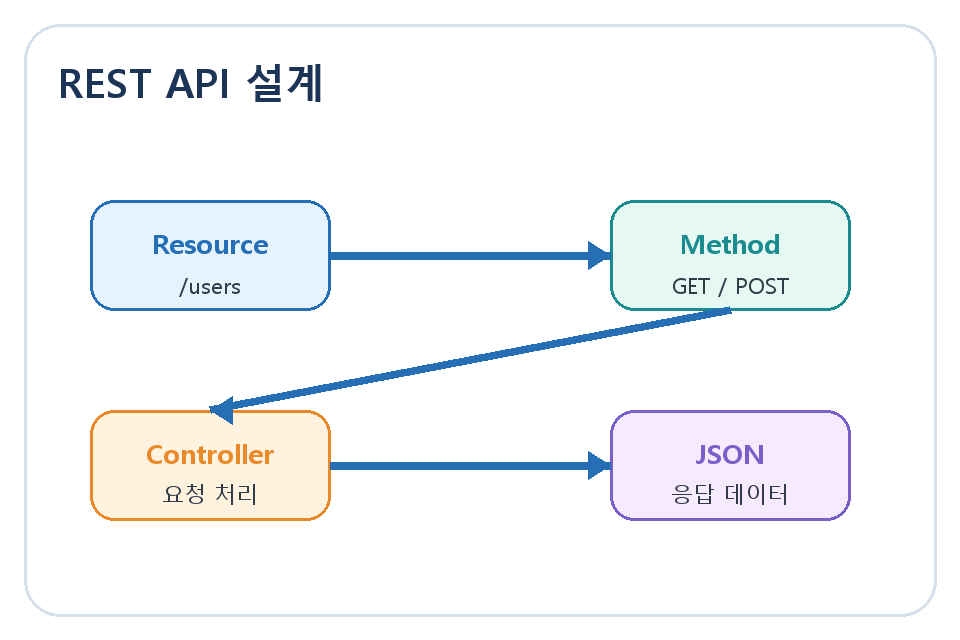 REST API 설계
Resource
/users
Method
GET / POST
Controller
요청 처리
JSON
응답 데이터